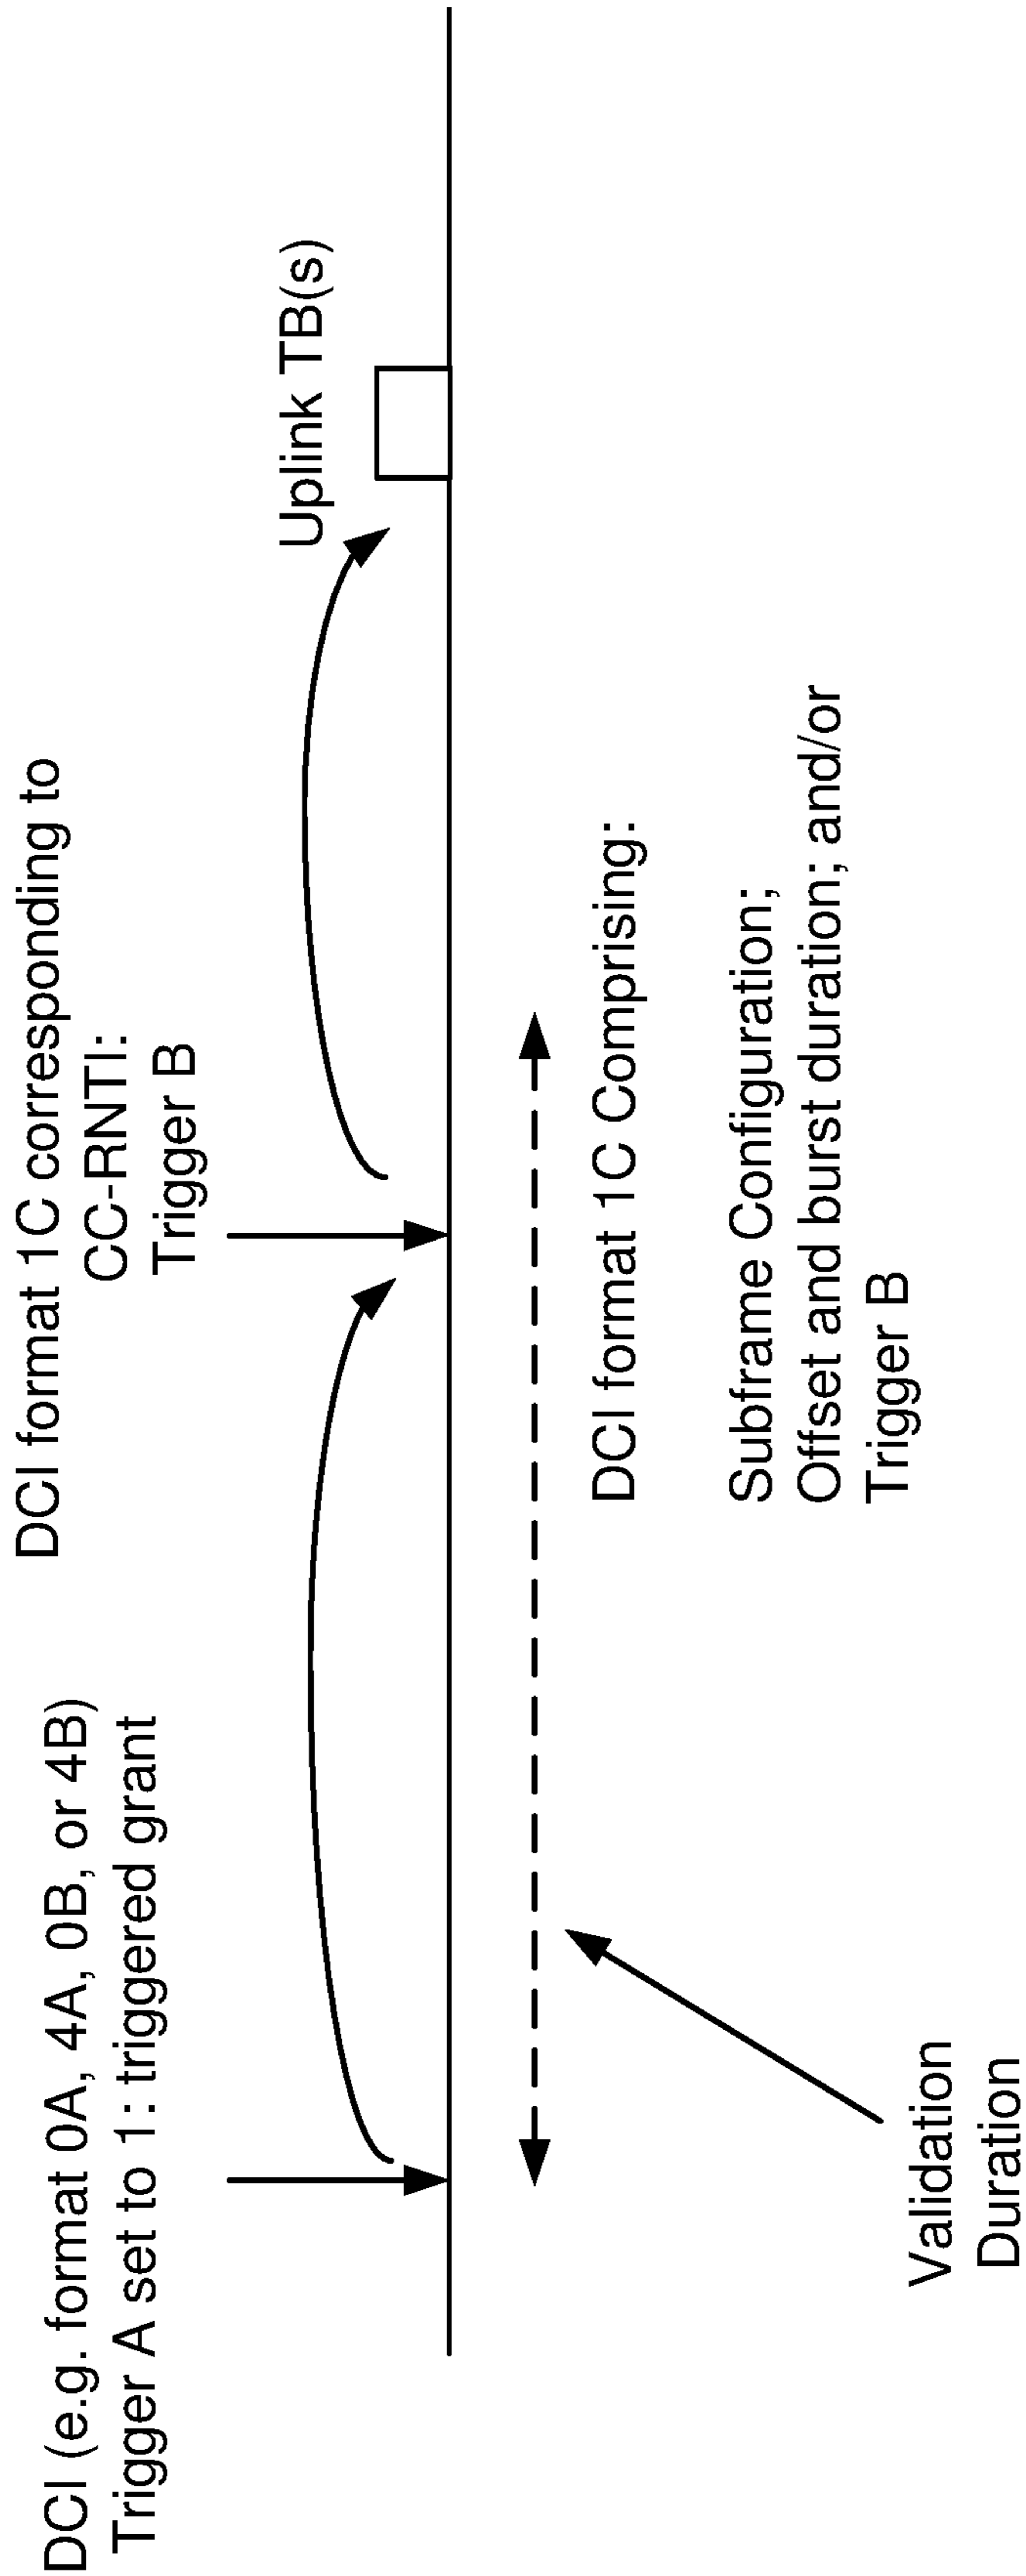 DCI (e.g. format 0A, 4A, 0B, or 4B)
Trigger A set to 1: triggered grant
DCI format 1C corresponding to
CC-RNTI:
Trigger B
Uplink TB(s)
DCI format 1C Comprising:
Subframe Configuration;
Offset and burst duration; and/or
Trigger B
Validation
Duration